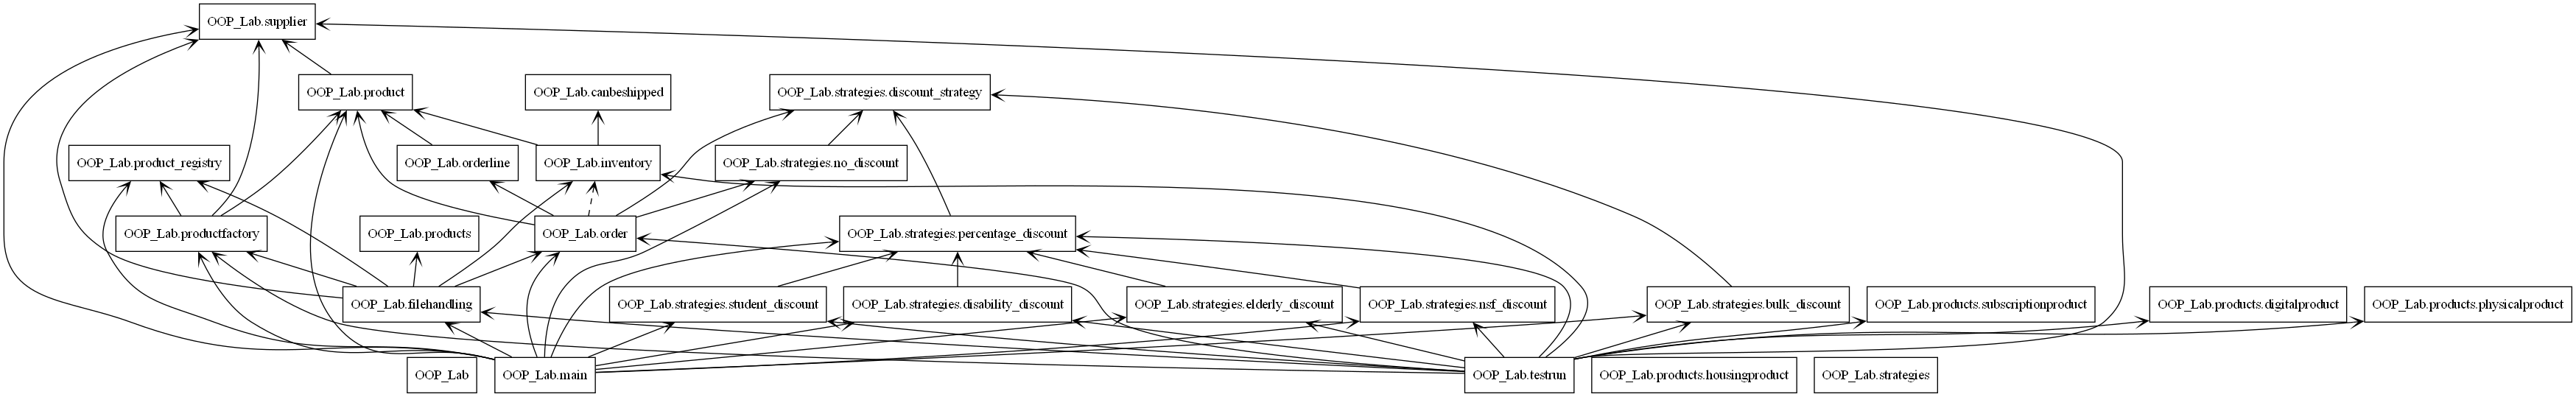 OOP_Lab.supplier
OOP_Lab.product
OOP_Lab.canbeshipped
OOP_Lab.strategies.discount_strategy
OOP_Lab.product_registry
OOP_Lab.orderline
OOP_Lab.inventory
OOP_Lab.strategies.no_discount
OOP_Lab.productfactory
OOP_Lab.products
OOP_Lab.order
OOP_Lab.strategies.percentage_discount
OOP_Lab.filehandling
OOP_Lab.strategies.student_discount
OOP_Lab.strategies.disability_discount
OOP_Lab.strategies.elderly_discount
OOP_Lab.strategies.nsf_discount
OOP_Lab.strategies.bulk_discount
OOP_Lab.products.subscriptionproduct
OOP_Lab.products.digitalproduct
OOP_Lab.products.physicalproduct
OOP_Lab
OOP_Lab.main
OOP_Lab.testrun
OOP_Lab.products.housingproduct
OOP_Lab.strategies